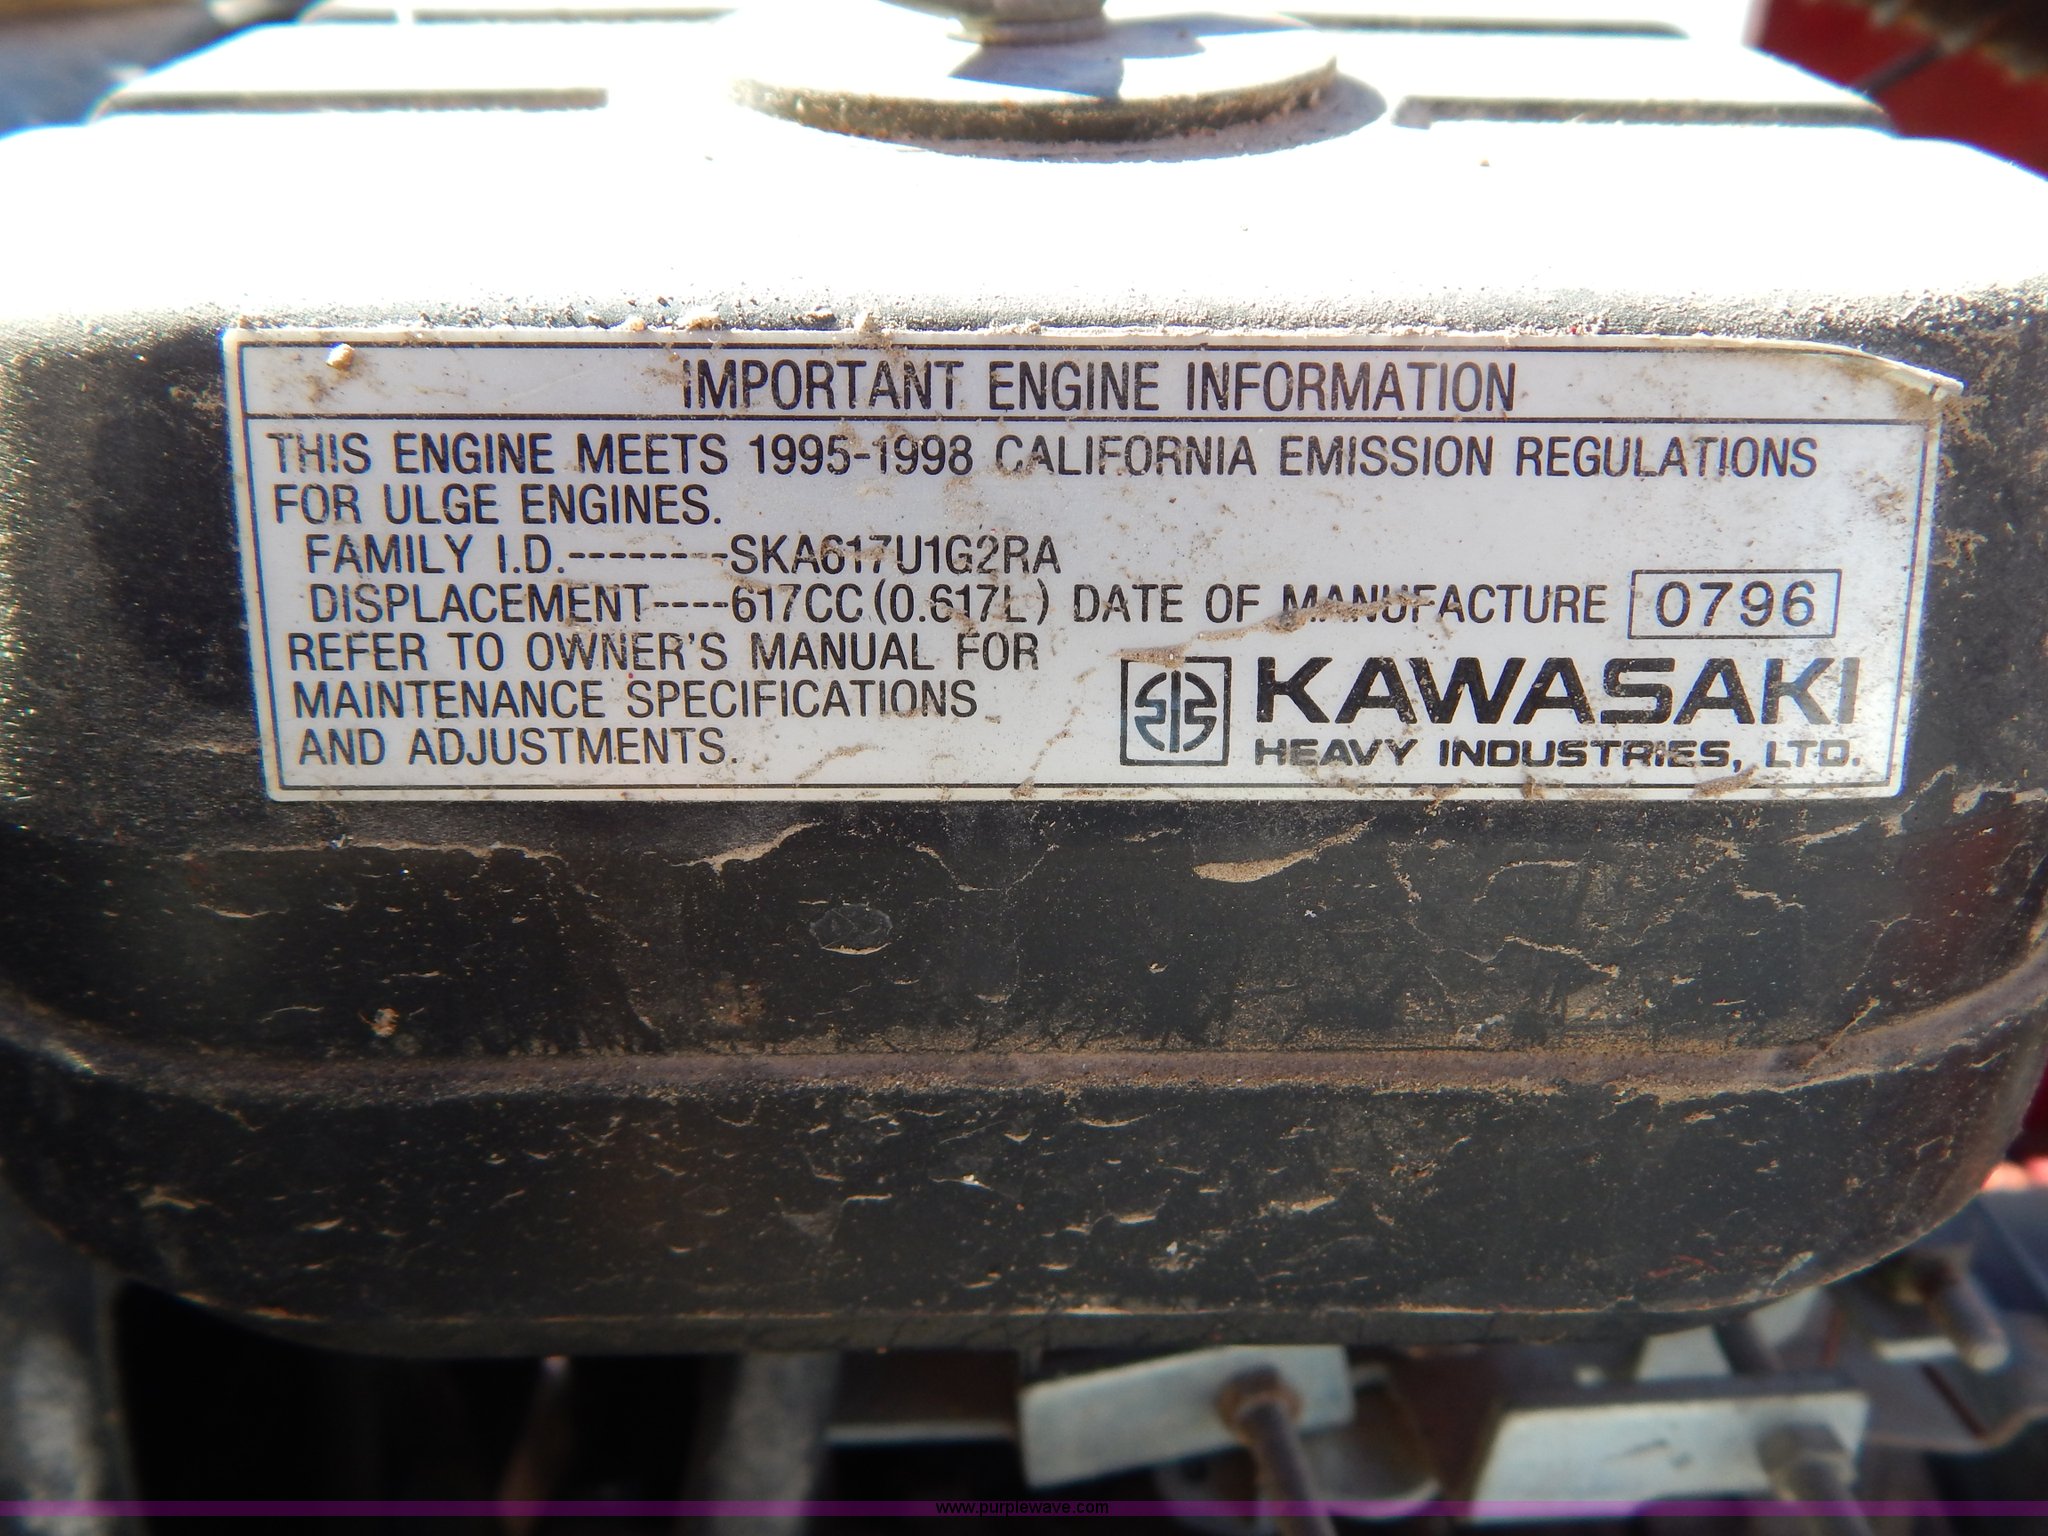 IMPORTANT ENGINE INFORMATION
THIS ENGINE MEETS 1995-1998 CALIFORNIA EMISSION REGULATIONS
FOR ULGE ENGINES.
FAMILY I.D.--------SKA617U1G2RA
DISPLACEMENT----617CC(0.617L) DATE OF MANUFACTURE 0796
REFER TO OWNER'S MANUAL FOR
MAINTENANCE SPECIFICATIONS
AND ADJUSTMENTS.
KAWASAKI
HEAVY INDUSTRIES, LTD.
www.purplewave.com